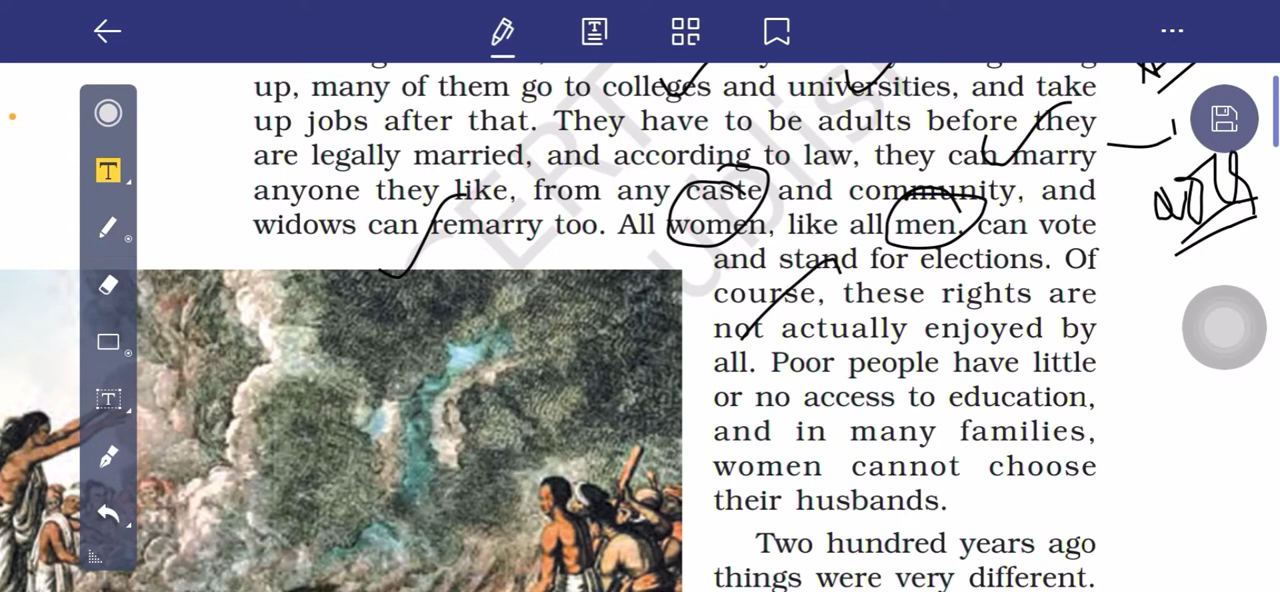 up, many of them go to colleges and universities, and take
up jobs after that. They have to be adults before they
are legally married, and according to law, they can marry
anyone they like, from any caste and community, and
widows can remarry too. All women, like all men, can vote
and stand for elections. Of
course, these rights are
not actually enjoyed by
all. Poor people have little
or no access to education,
and in many families,
women cannot choose
their husbands.
Two hundred years ago
things were very different.